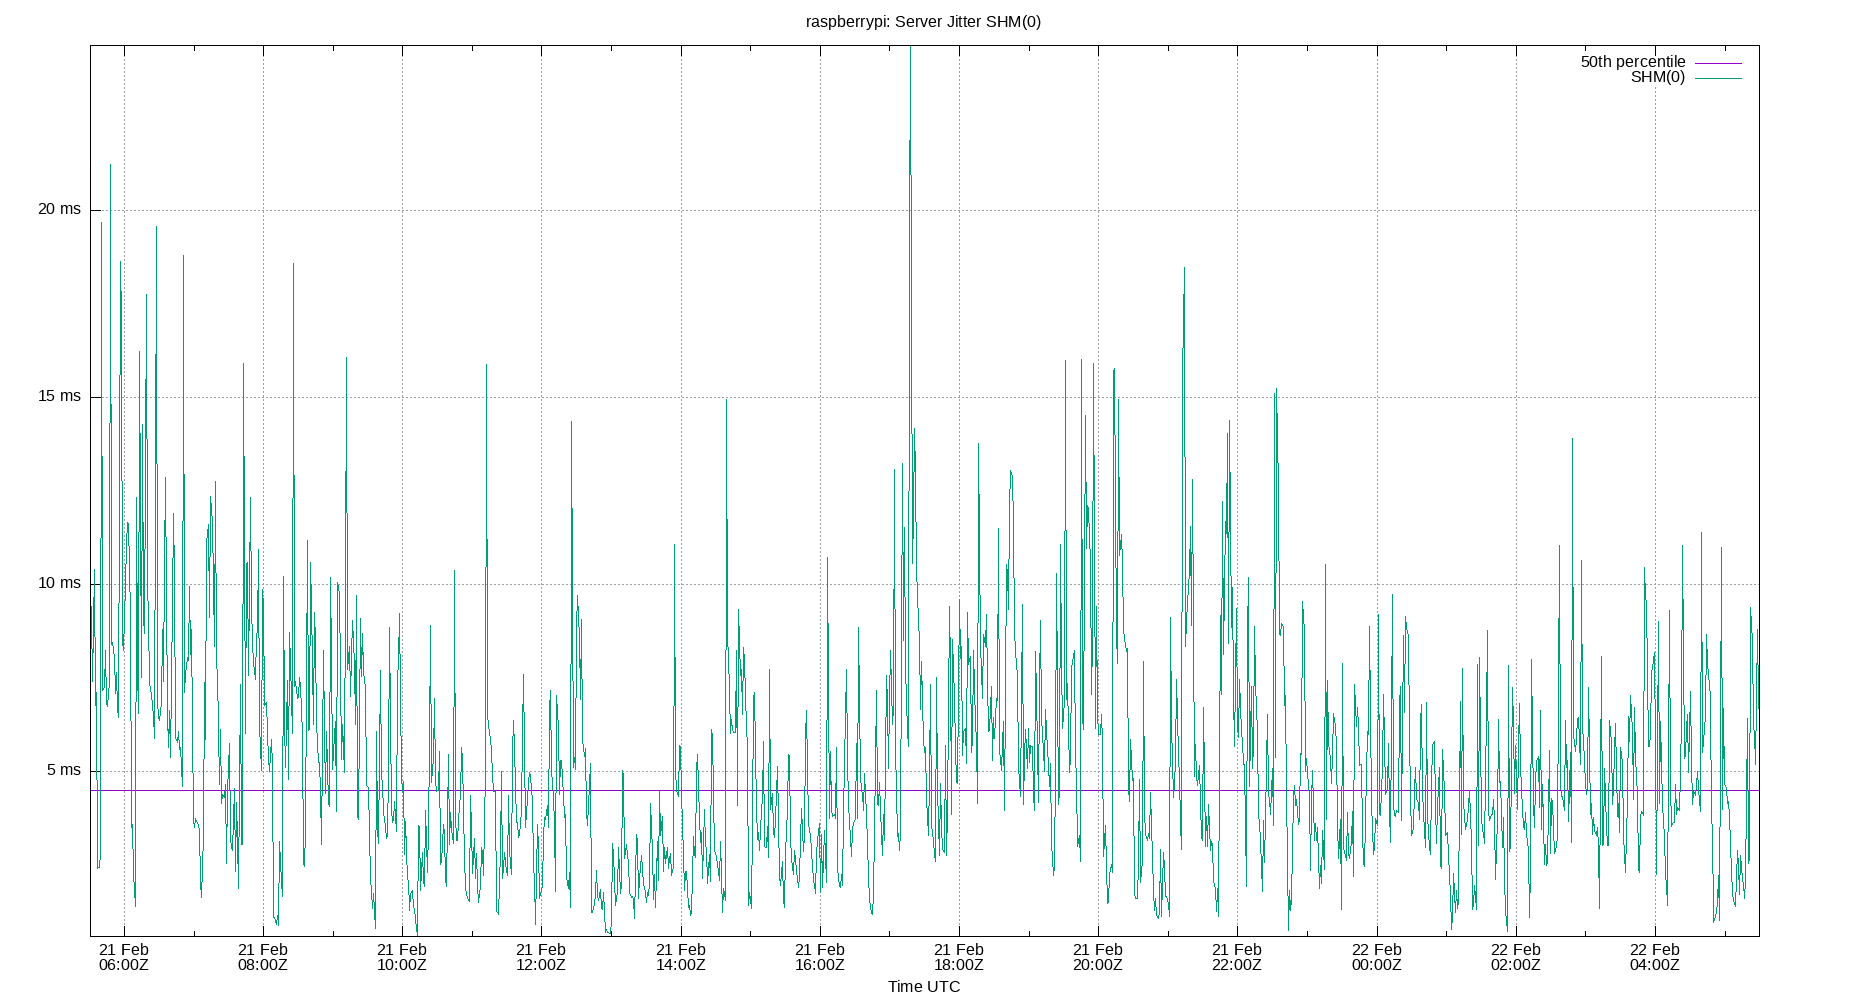 raspberrypi: Server Jitter SHM(0)
50th percentile
SHM(0)
20 ms
15 ms
10 ms
5 ms
21 Feb 21 Feb 21 Feb 21 Feb 21 Feb 21 Feb 21 Feb 21 Feb 21 Feb 22 Feb 22 Feb 22 Feb
06:00Z 08:00Z 10:00Z 12:00Z 14:00Z 16:00Z 18:00Z 20:00Z 22:00Z 00:00Z 02:00Z 04:00Z
Time UTC